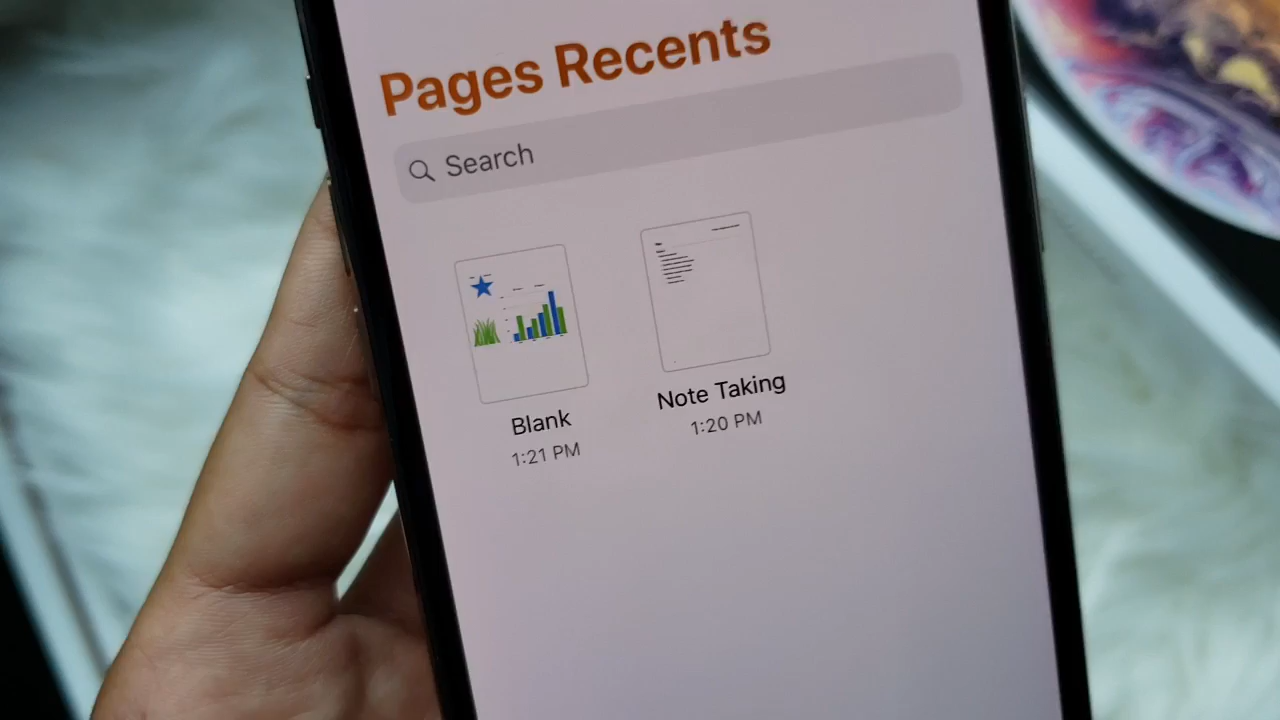 Pages Recents
Search
Blank
1:21 PM
Note Taking
1:20 PM